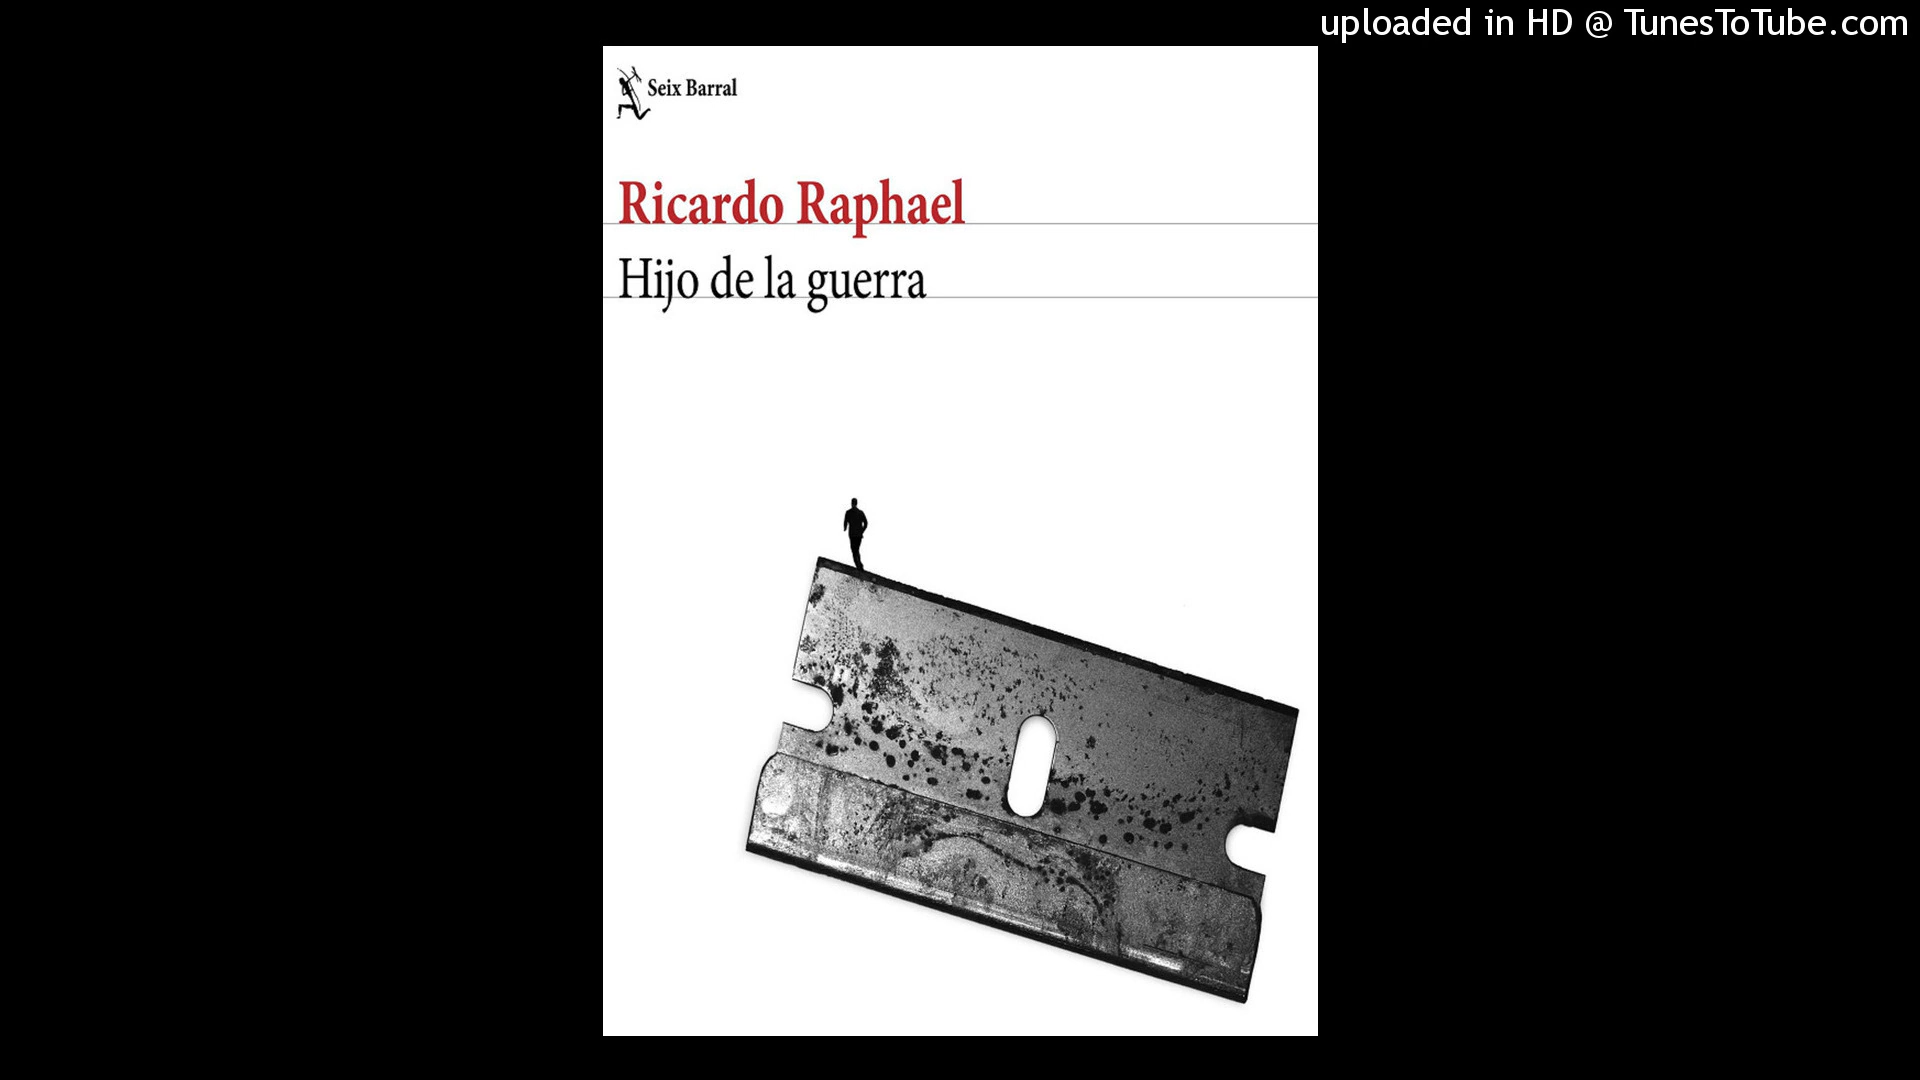 uploaded in HD @ TunesToTube.com
Seix Barral
Ricardo Raphael
Hijo de la guerra